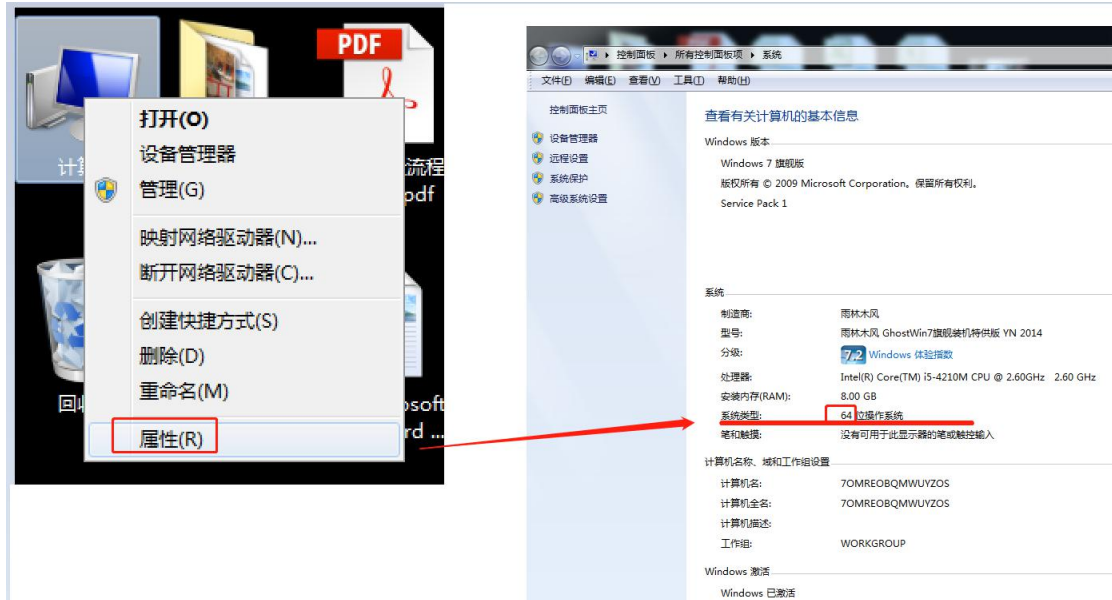 PDF
计算
流程
pdf
打开(O)
设备管理器
管理(G)
映射网络驱动器(N)...
断开网络驱动器(C)...
创建快捷方式(S)
删除(D)
重命名(M)
属性(R)
回收
osoft
rd ...
控制面板 ▸ 所有控制面板项 ▸ 系统
文件(F) 编辑(E) 查看(V) 工具(T) 帮助(H)
控制面板主页
设备管理器
远程设置
系统保护
高级系统设置
查看有关计算机的基本信息
Windows 版本
Windows 7 旗舰版
版权所有 © 2009 Microsoft Corporation。保留所有权利。
Service Pack 1
系统
制造商: 雨林木风
型号: 雨林木风 GhostWin7旗舰装机特供版 YN 2014
分级: 7.2 Windows 体验指数
处理器: Intel(R) Core(TM) i5-4210M CPU @ 2.60GHz 2.60 GHz
安装内存(RAM): 8.00 GB
系统类型: 64 位操作系统
笔和触摸: 没有可用于此显示器的笔或触控输入
计算机名称、域和工作组设置
计算机名: 7OMREOBQMWUYZOS
计算机全名: 7OMREOBQMWUYZOS
计算机描述:
工作组: WORKGROUP
Windows 激活
Windows 已激活